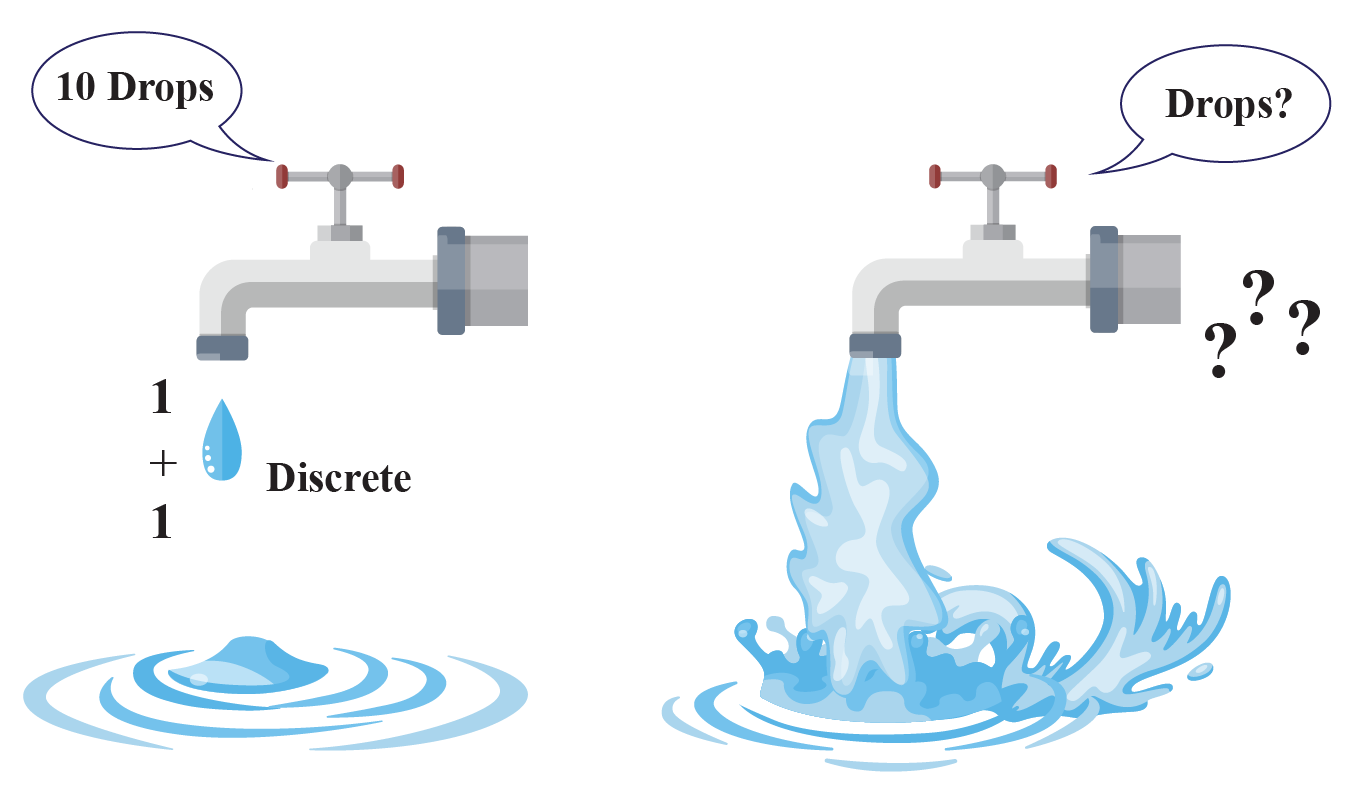 10 Drops
Drops?
? ? ?
1
+
1
Discrete